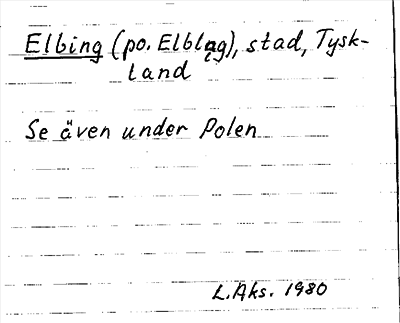 Elbing (po. Elbląg), stad, Tysk-
land
Se även under Polen
L.Aks. 1980